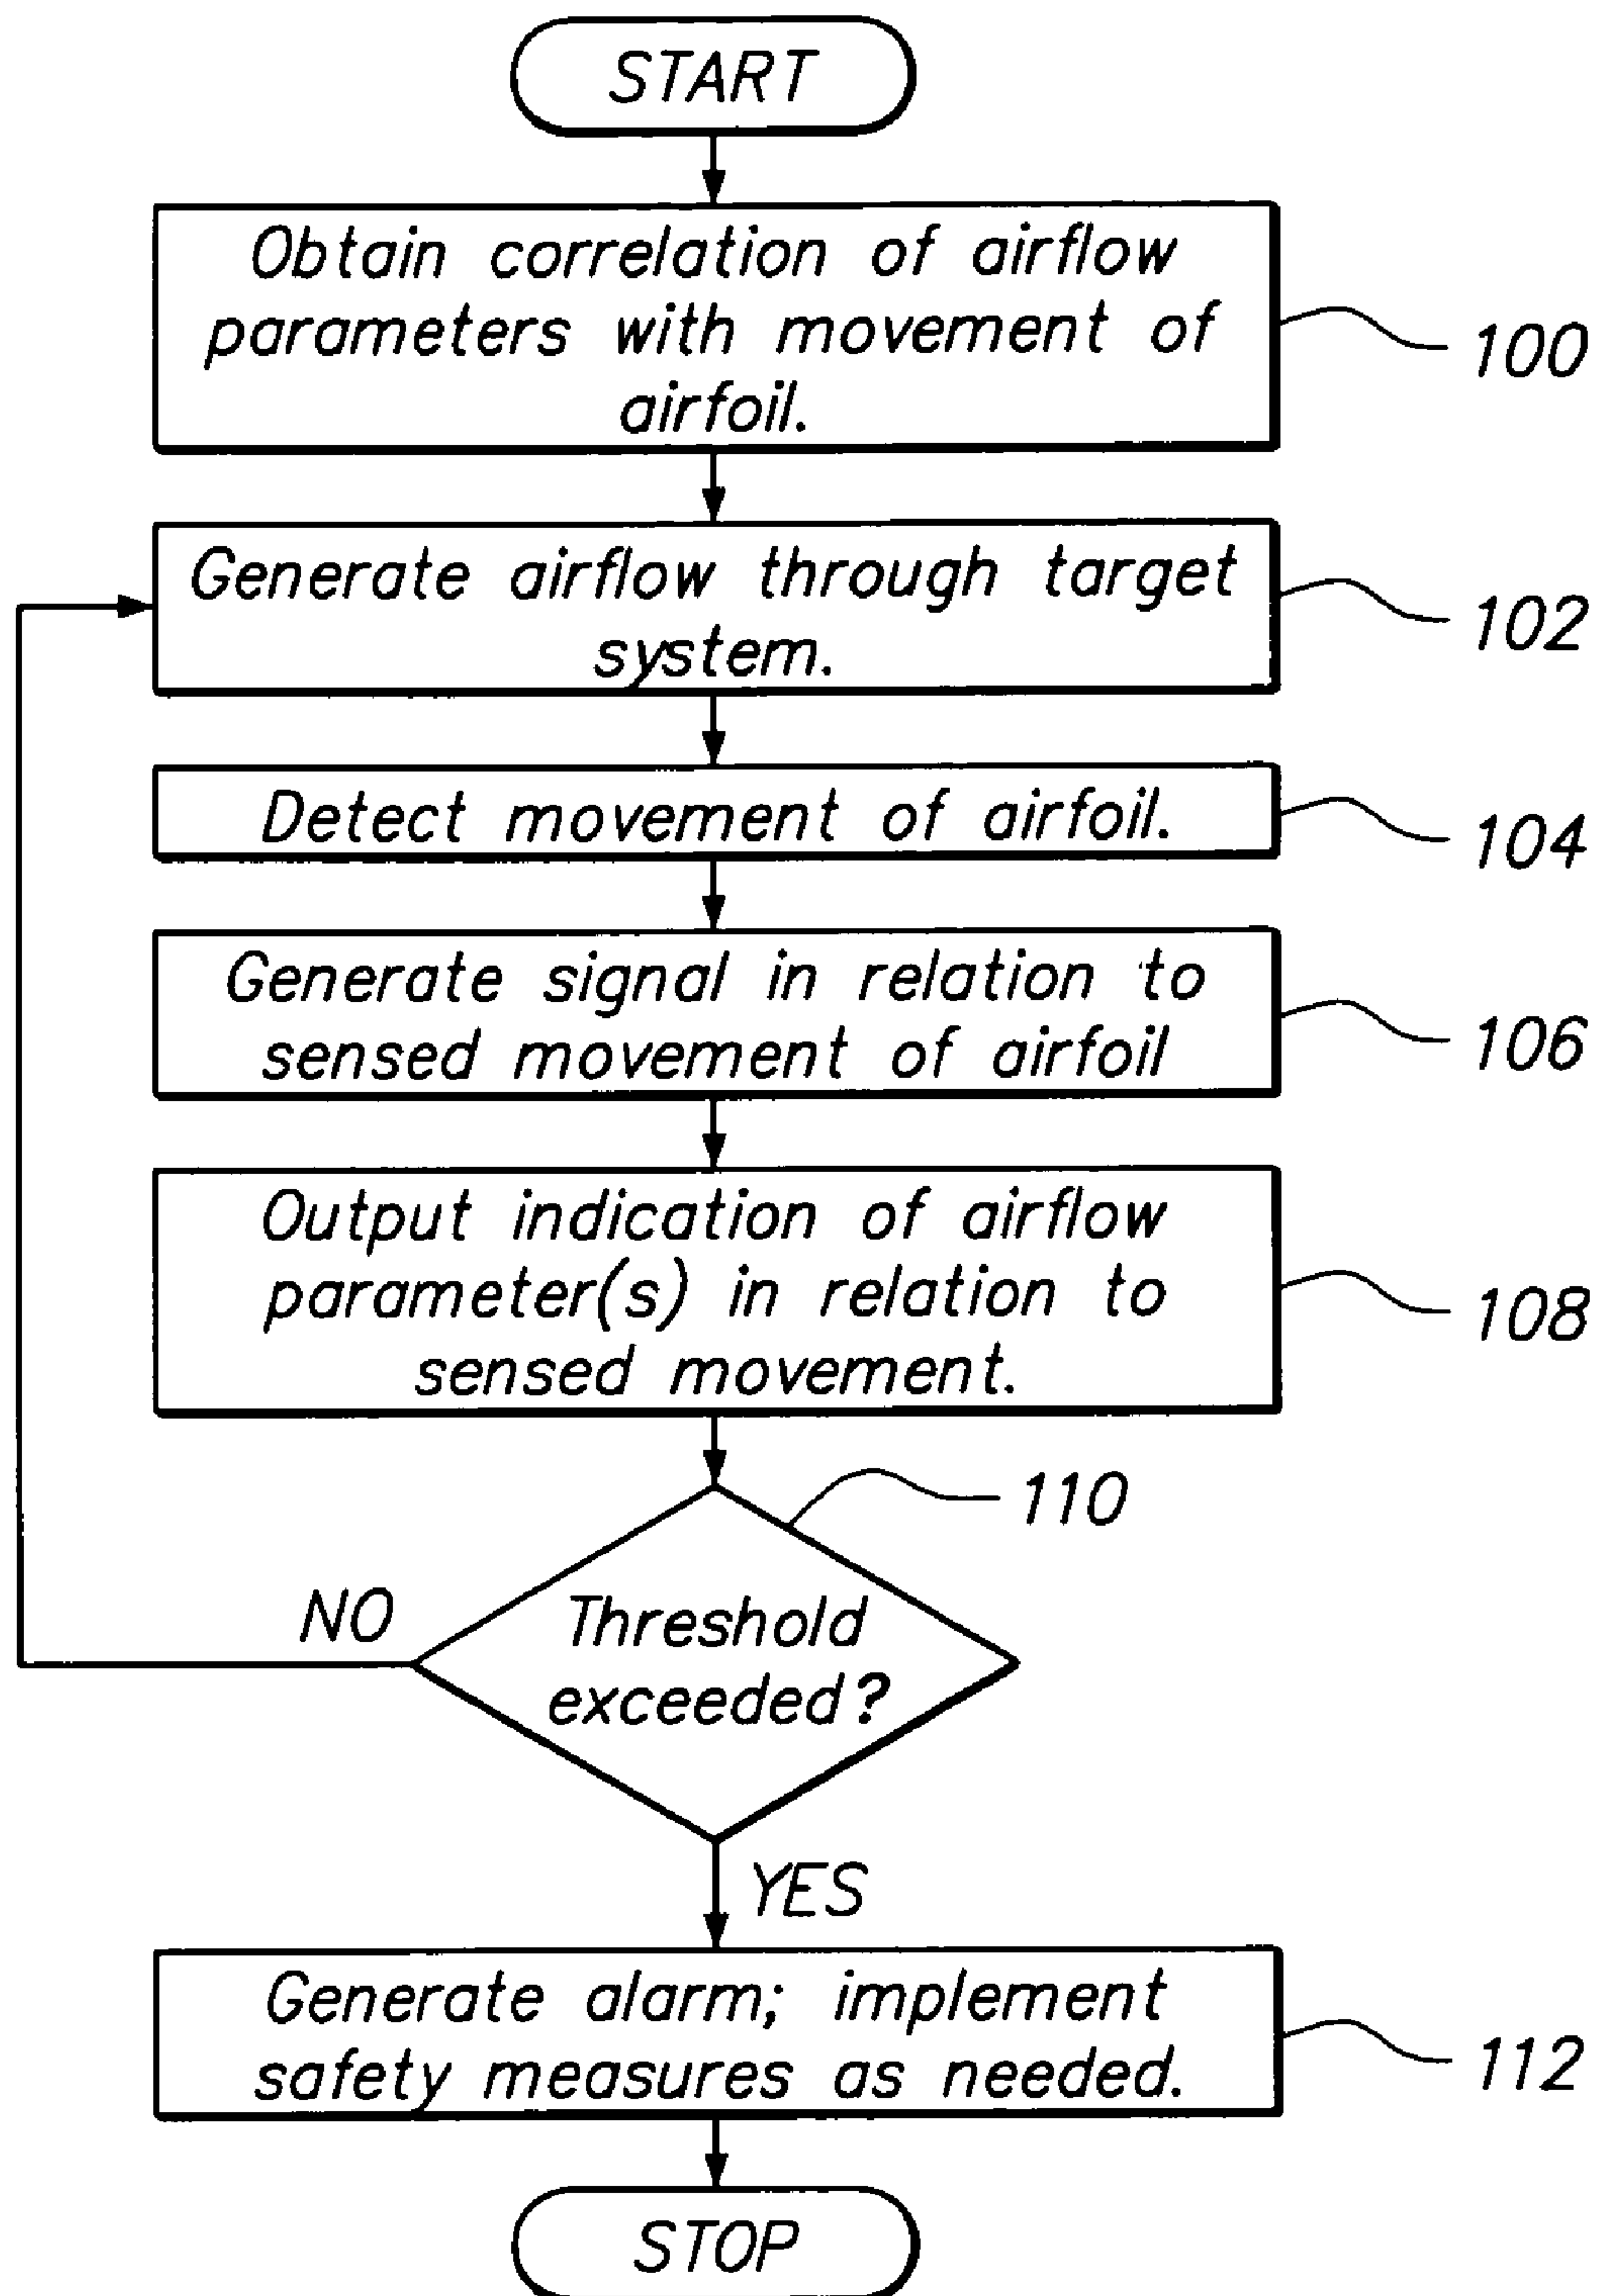 START
Obtain correlation of airflow
parameters with movement of
airfoil.
100
Generate airflow through target
system.
102
Detect movement of airfoil.
104
Generate signal in relation to
sensed movement of airfoil
106
Output indication of airflow
parameter(s) in relation to
sensed movement.
108
110
Threshold
exceeded?
NO
YES
Generate alarm; implement
safety measures as needed.
112
STOP